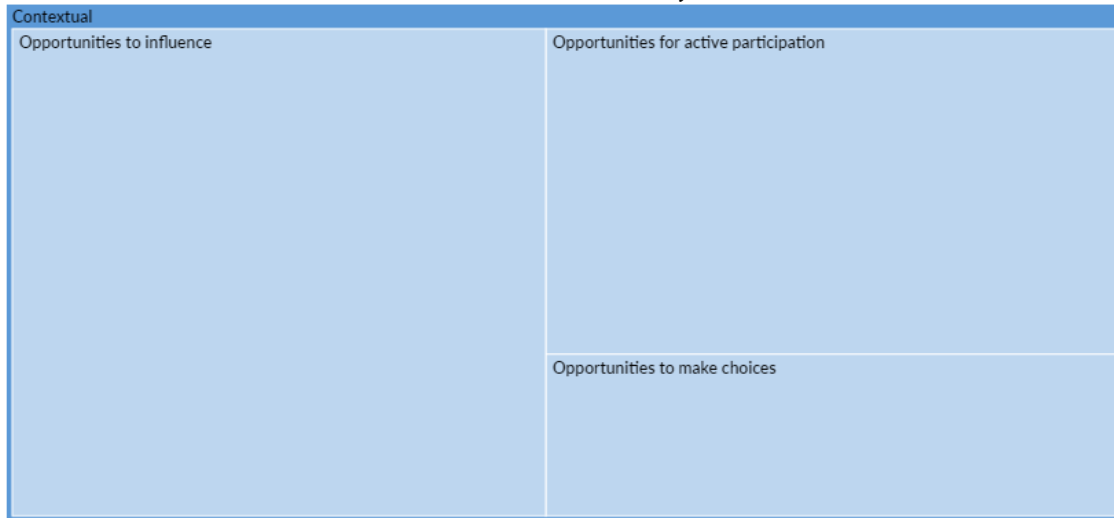 Contextual
Opportunities to influence
Opportunities for active participation
Opportunities to make choices